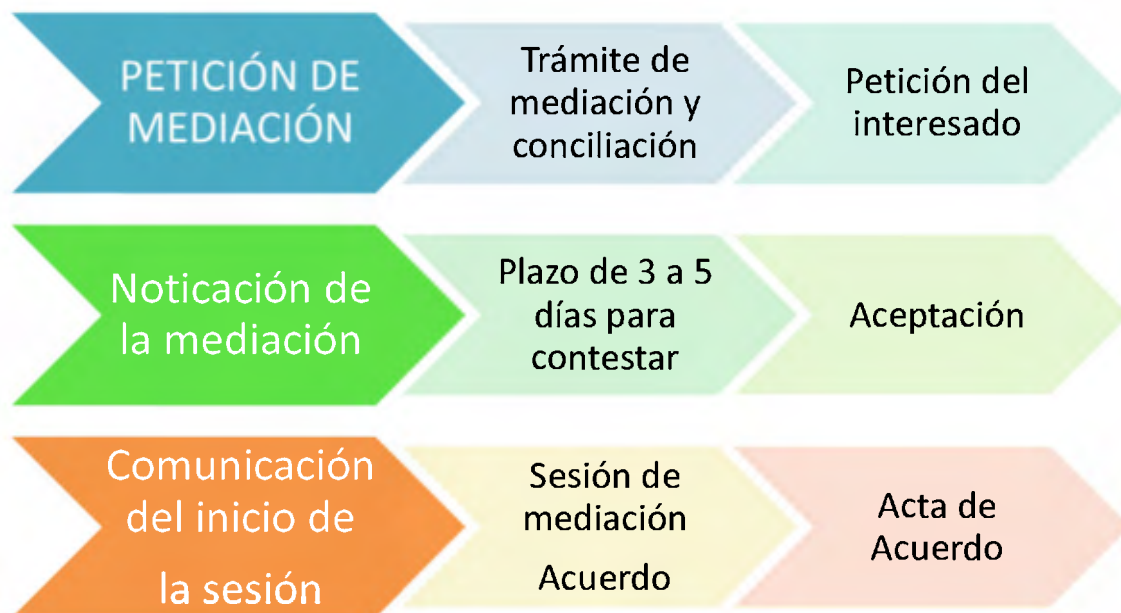 PETICIÓN DE
MEDIACIÓN
Trámite de
mediación y
conciliación
Petición del
interesado
Noticación de
la mediación
Plazo de 3 a 5
días para
contestar
Aceptación
Comunicación
del inicio de
la sesión
Sesión de
mediación
Acuerdo
Acta de
Acuerdo